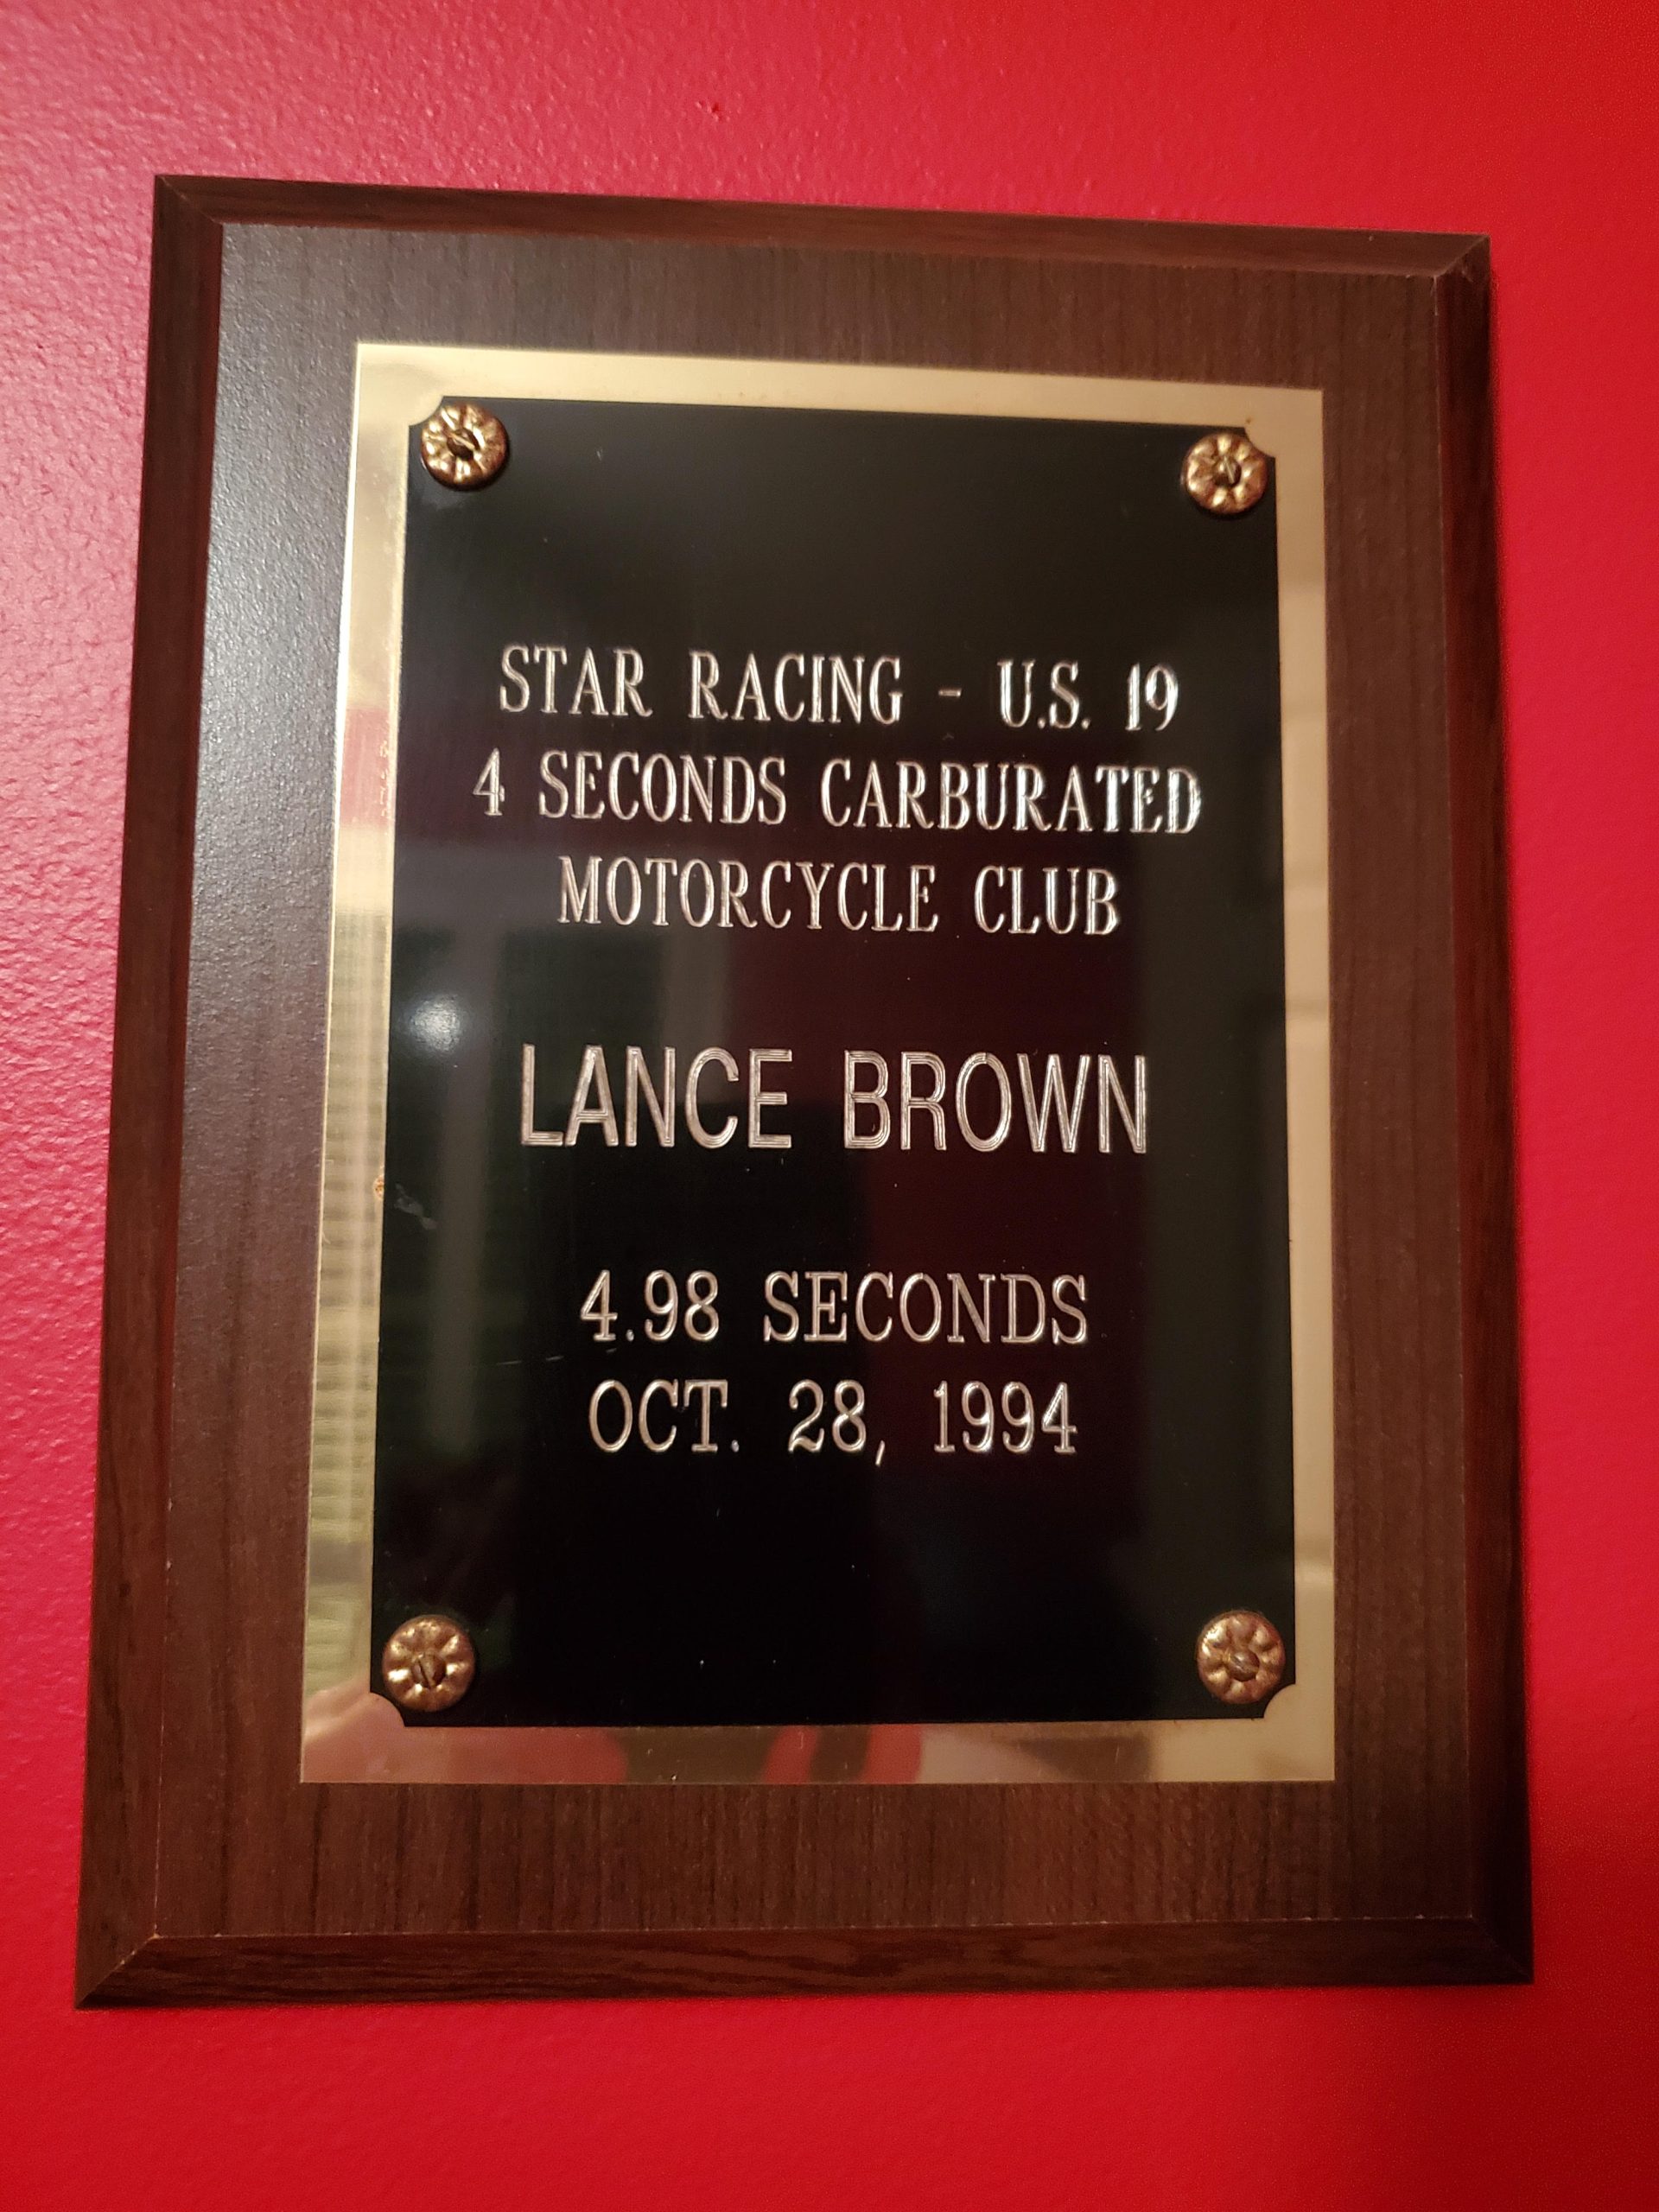 STAR RACING - U.S. 19
4 SECONDS CARBURATED
MOTORCYCLE CLUB
LANCE BROWN
4.98 SECONDS
OCT. 28, 1994